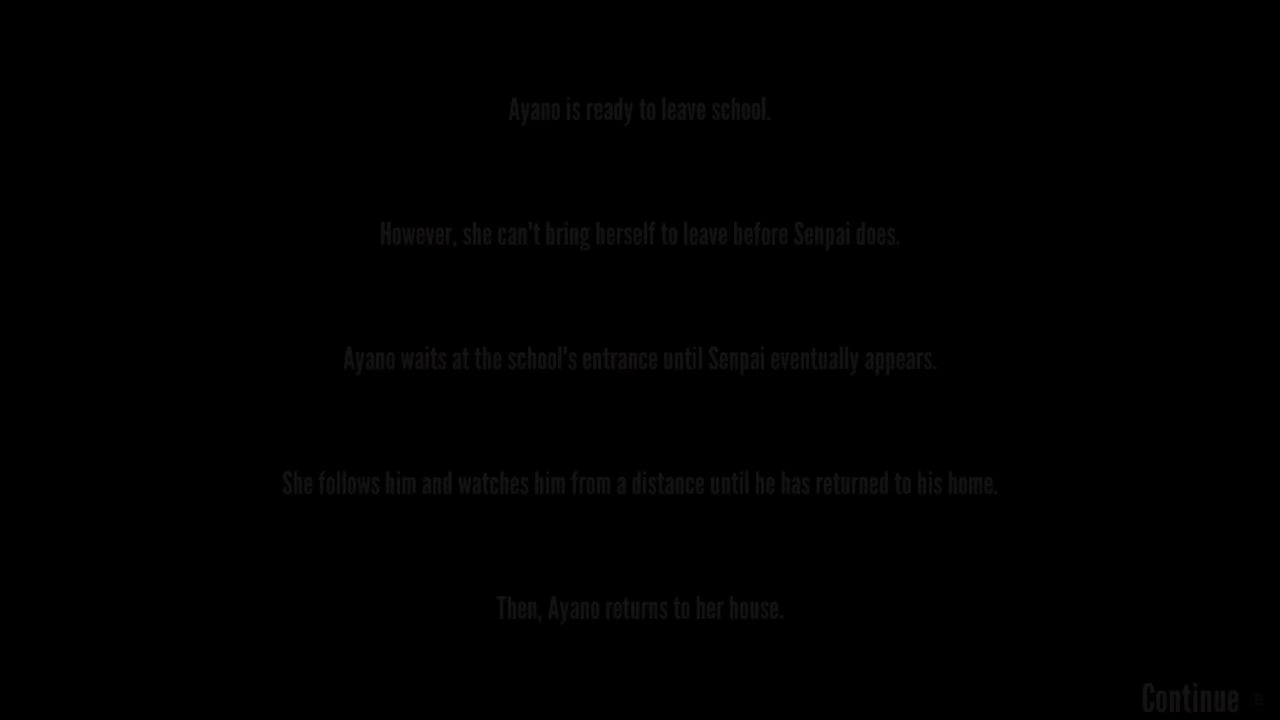 Ayano is ready to leave school.
However, she can't bring herself to leave before Senpai does.
Ayano waits at the school's entrance until Senpai eventually appears.
She follows him and watches him from a distance until he has returned to his home.
Then, Ayano returns to her house.
Continue